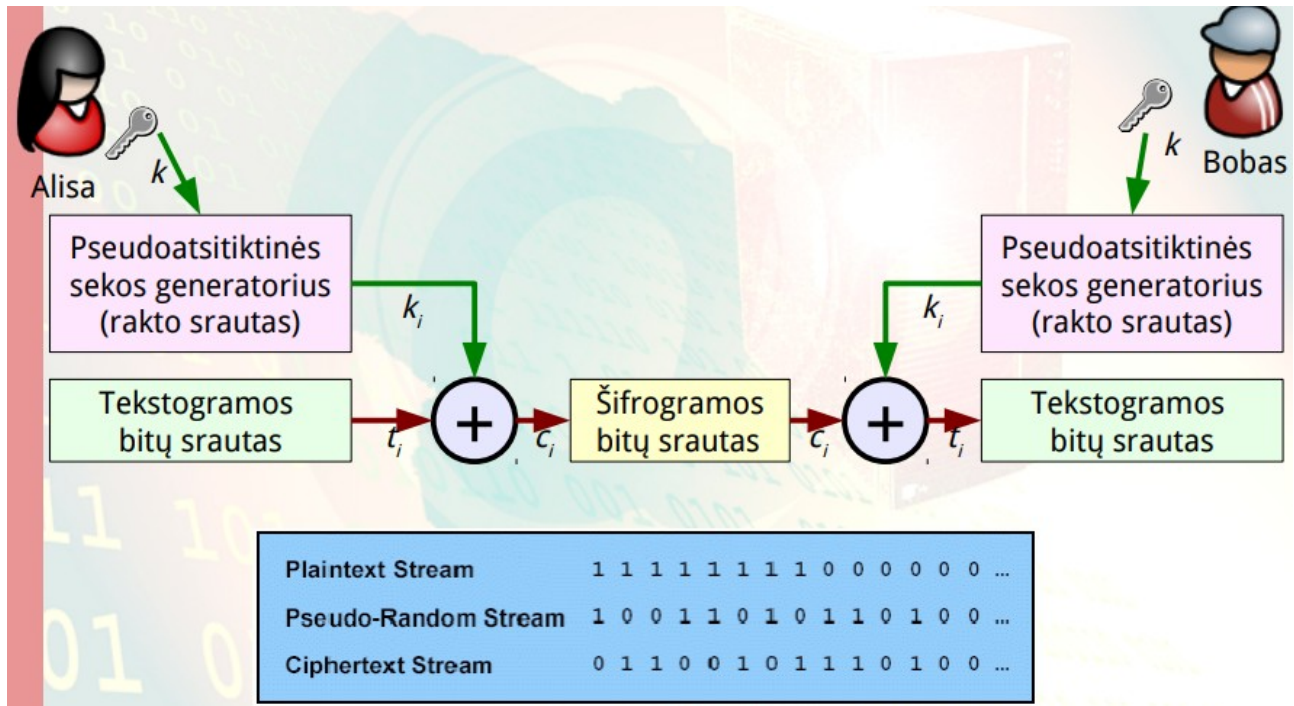 Alisa
k
k
Bobas
Pseudoatsitiktinės
sekos generatorius
(rakto srautas)
k_i
k_i
Pseudoatsitiktinės
sekos generatorius
(rakto srautas)
Tekstogramos
bitų srautas
t_i
+
c_i
Šifrogramos
bitų srautas
c_i
+
t_i
Tekstogramos
bitų srautas
Plaintext Stream 1 1 1 1 1 1 1 1 0 0 0 0 0 0 ...
Pseudo-Random Stream 1 0 0 1 1 0 1 0 1 1 0 1 0 0 ...
Ciphertext Stream 0 1 1 0 0 1 0 1 1 1 0 1 0 0 ...